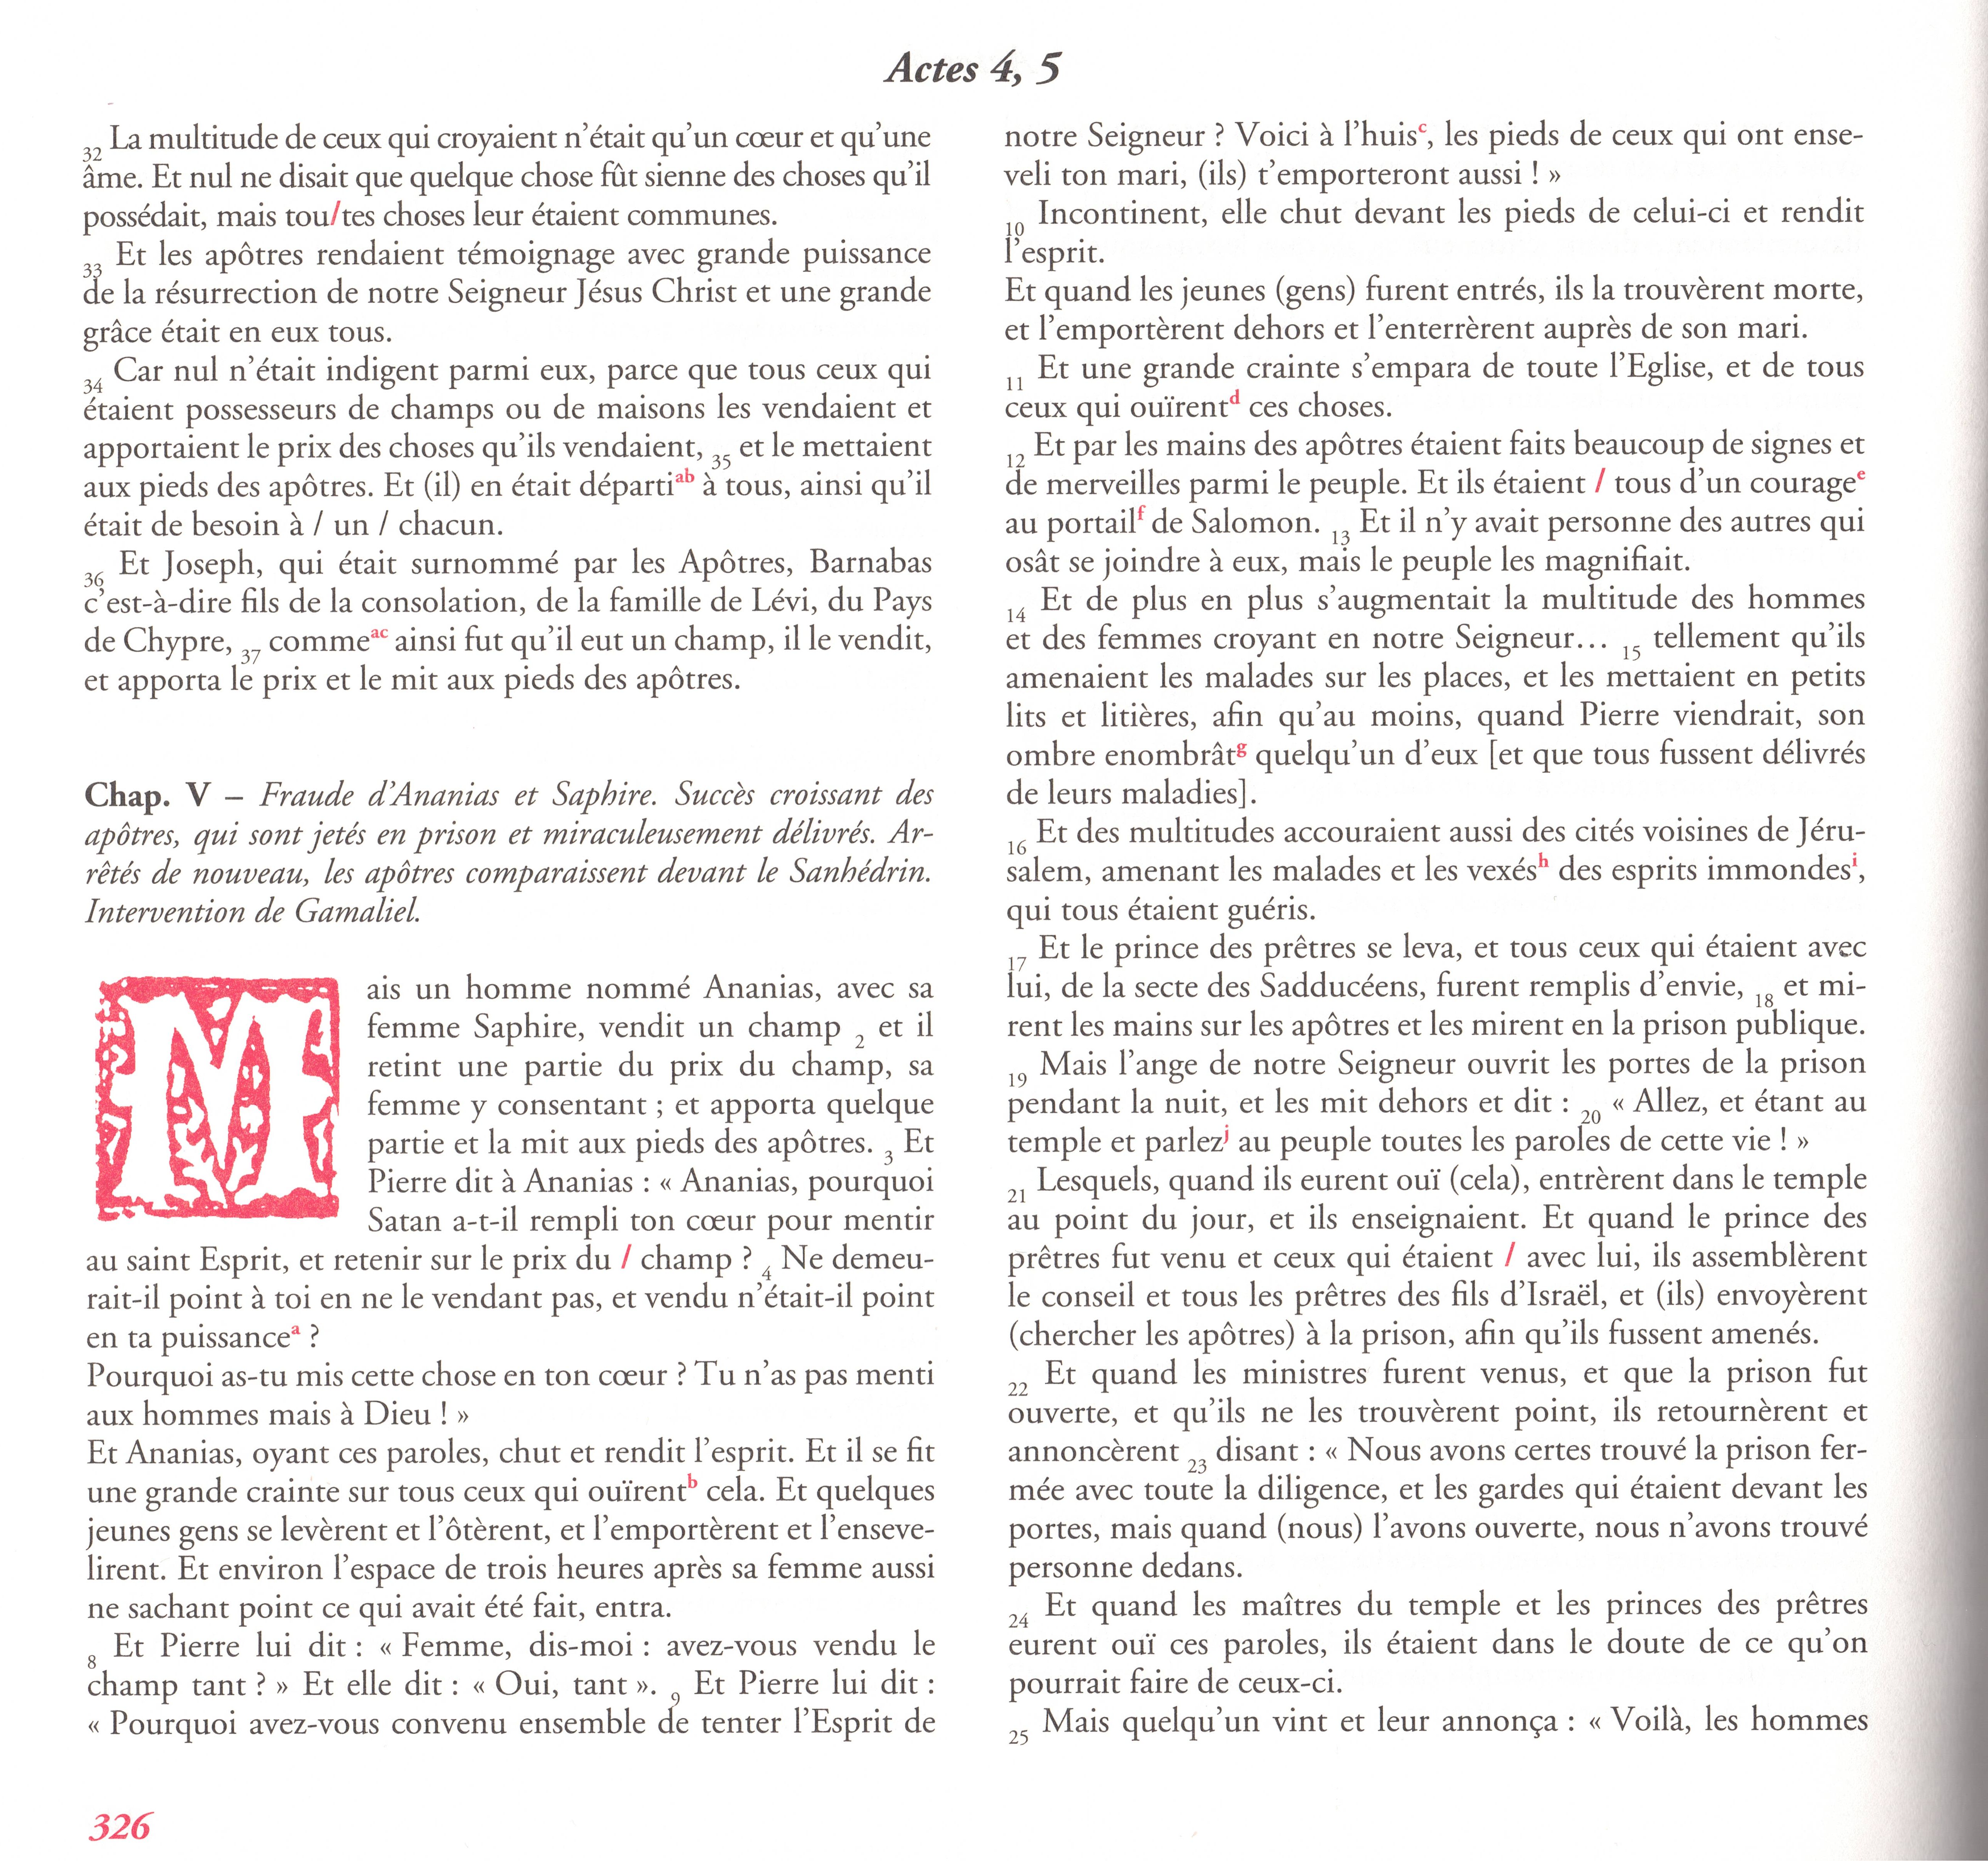 Actes 4, 5
32 La multitude de ceux qui croyaient n’était qu’un cœur et qu’une
âme. Et nul ne disait que quelque chose fût sienne des choses qu’il
possédait, mais tou/tes choses leur étaient communes.
33 Et les apôtres rendaient témoignage avec grande puissance
de la résurrection de notre Seigneur Jésus Christ et une grande
grâce était en eux tous.
34 Car nul n’était indigent parmi eux, parce que tous ceux qui
étaient possesseurs de champs ou de maisons les vendaient et
apportaient le prix des choses qu’ils vendaient, 35 et le mettaient
aux pieds des apôtres. Et (il) en était départiab à tous, ainsi qu’il
était de besoin à / un / chacun.
36 Et Joseph, qui était surnommé par les Apôtres, Barnabas
c’est-à-dire fils de la consolation, de la famille de Lévi, du Pays
de Chypre, 37 commeac ainsi fut qu’il eut un champ, il le vendit,
et apporta le prix et le mit aux pieds des apôtres.
Chap. V – Fraude d’Ananias et Saphire. Succès croissant des
apôtres, qui sont jetés en prison et miraculeusement délivrés. Ar-
rêtés de nouveau, les apôtres comparaissent devant le Sanhédrin.
Intervention de Gamaliel.
Mais un homme nommé Ananias, avec sa
femme Saphire, vendit un champ 2 et il
retint une partie du prix du champ, sa
femme y consentant ; et apporta quelque
partie et la mit aux pieds des apôtres. 3 Et
Pierre dit à Ananias : « Ananias, pourquoi
Satan a-t-il rempli ton cœur pour mentir
au saint Esprit, et retenir sur le prix du / champ ? 4 Ne demeu-
rait-il point à toi en ne le vendant pas, et vendu n’était-il point
en ta puissancea ?
Pourquoi as-tu mis cette chose en ton cœur ? Tu n’as pas menti
aux hommes mais à Dieu ! »
Et Ananias, oyant ces paroles, chut et rendit l’esprit. Et il se fit
une grande crainte sur tous ceux qui ouïrentb cela. Et quelques
jeunes gens se levèrent et l’ôtèrent, et l’emportèrent et l’enseve-
lirent. Et environ l’espace de trois heures après sa femme aussi
ne sachant point ce qui avait été fait, entra.
8 Et Pierre lui dit : « Femme, dis-moi : avez-vous vendu le
champ tant ? » Et elle dit : « Oui, tant ». 9 Et Pierre lui dit :
« Pourquoi avez-vous convenu ensemble de tenter l’Esprit de
notre Seigneur ? Voici à l’huisc, les pieds de ceux qui ont ense-
veli ton mari, (ils) t’emporteront aussi ! »
10 Incontinent, elle chut devant les pieds de celui-ci et rendit
l’esprit.
Et quand les jeunes (gens) furent entrés, ils la trouvèrent morte,
et l’emportèrent dehors et l’enterrèrent auprès de son mari.
11 Et une grande crainte s’empara de toute l’Eglise, et de tous
ceux qui ouïrentd ces choses.
12 Et par les mains des apôtres étaient faits beaucoup de signes et
de merveilles parmi le peuple. Et ils étaient / tous d’un couragee
au portailf de Salomon. 13 Et il n’y avait personne des autres qui
osât se joindre à eux, mais le peuple les magnifiait.
14 Et de plus en plus s’augmentait la multitude des hommes
et des femmes croyant en notre Seigneur... 15 tellement qu’ils
amenaient les malades sur les places, et les mettaient en petits
lits et litières, afin qu’au moins, quand Pierre viendrait, son
ombre enombrâtg quelqu’un d’eux [et que tous fussent délivrés
de leurs maladies].
16 Et des multitudes accouraient aussi des cités voisines de Jéru-
salem, amenant les malades et les vexésh des esprits immondesi,
qui tous étaient guéris.
17 Et le prince des prêtres se leva, et tous ceux qui étaient avec
lui, de la secte des Sadducéens, furent remplis d’envie, 18 et mi-
rent les mains sur les apôtres et les mirent en la prison publique.
19 Mais l’ange de notre Seigneur ouvrit les portes de la prison
pendant la nuit, et les mit dehors et dit : 20 « Allez, et étant au
temple et parlezj au peuple toutes les paroles de cette vie ! »
21 Lesquels, quand ils eurent ouï (cela), entrèrent dans le temple
au point du jour, et ils enseignaient. Et quand le prince des
prêtres fut venu et ceux qui étaient / avec lui, ils assemblèrent
le conseil et tous les prêtres des fils d’Israël, et (ils) envoyèrent
(chercher les apôtres) à la prison, afin qu’ils fussent amenés.
22 Et quand les ministres furent venus, et que la prison fut
ouverte, et qu’ils ne les trouvèrent point, ils retournèrent et
annoncèrent 23 disant : « Nous avons certes trouvé la prison fer-
mée avec toute la diligence, et les gardes qui étaient devant les
portes, mais quand (nous) l’avons ouverte, nous n’avons trouvé
personne dedans.
24 Et quand les maîtres du temple et les princes des prêtres
eurent ouï ces paroles, ils étaient dans le doute de ce qu’on
pourrait faire de ceux-ci.
25 Mais quelqu’un vint et leur annonça : « Voilà, les hommes
326